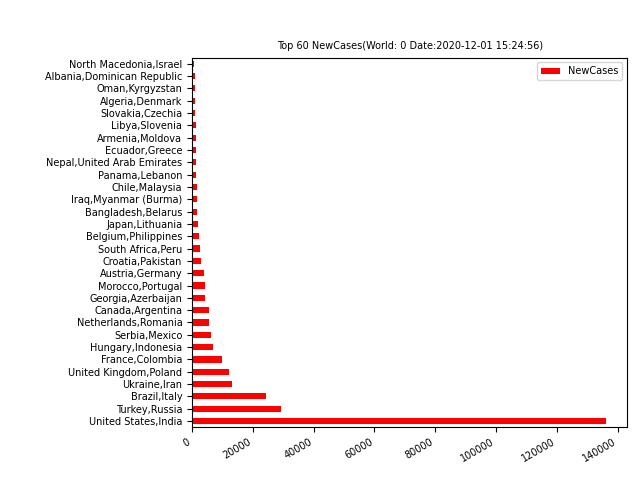 Top 60 NewCases(World: 0 Date:2020-12-01 15:24:56)
NewCases
North Macedonia,Israel
Albania,Dominican Republic
Oman,Kyrgyzstan
Algeria,Denmark
Slovakia,Czechia
Libya,Slovenia
Armenia,Moldova
Ecuador,Greece
Nepal,United Arab Emirates
Panama,Lebanon
Chile,Malaysia
Iraq,Myanmar (Burma)
Bangladesh,Belarus
Japan,Lithuania
Belgium,Philippines
South Africa,Peru
Croatia,Pakistan
Austria,Germany
Morocco,Portugal
Georgia,Azerbaijan
Canada,Argentina
Netherlands,Romania
Serbia,Mexico
Hungary,Indonesia
France,Colombia
United Kingdom,Poland
Ukraine,Iran
Brazil,Italy
Turkey,Russia
United States,India
0 20000 40000 60000 80000 100000 120000 140000